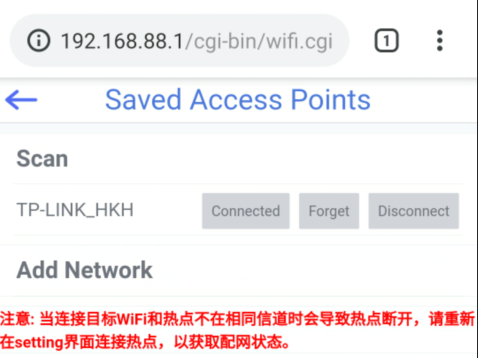 192.168.88.1/cgi-bin/wifi.cgi 1
Saved Access Points
Scan
TP-LINK_HKH Connected Forget Disconnect
Add Network
注意: 当连接目标WiFi和热点不在相同信道时会导致热点断开，请重新
在setting界面连接热点，以获取配网状态。